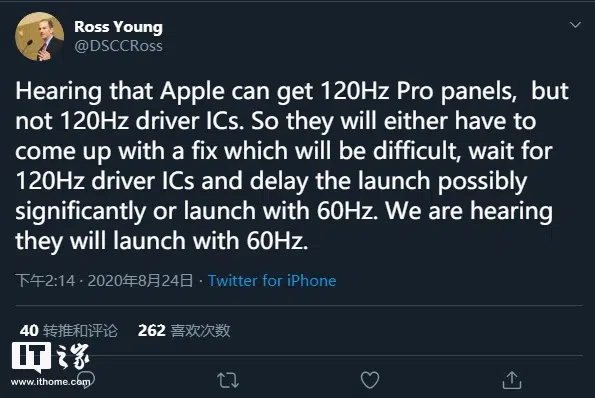 Ross Young
@DSCCRoss
Hearing that Apple can get 120Hz Pro panels,  but
not 120Hz driver ICs. So they will either have to
come up with a fix which will be difficult, wait for
120Hz driver ICs and delay the launch possibly
significantly or launch with 60Hz. We are hearing
they will launch with 60Hz.
下午2:14 · 2020年8月24日 · Twitter for iPhone
40 转推和评论 262 喜欢次数
IT之家
www.ithome.com